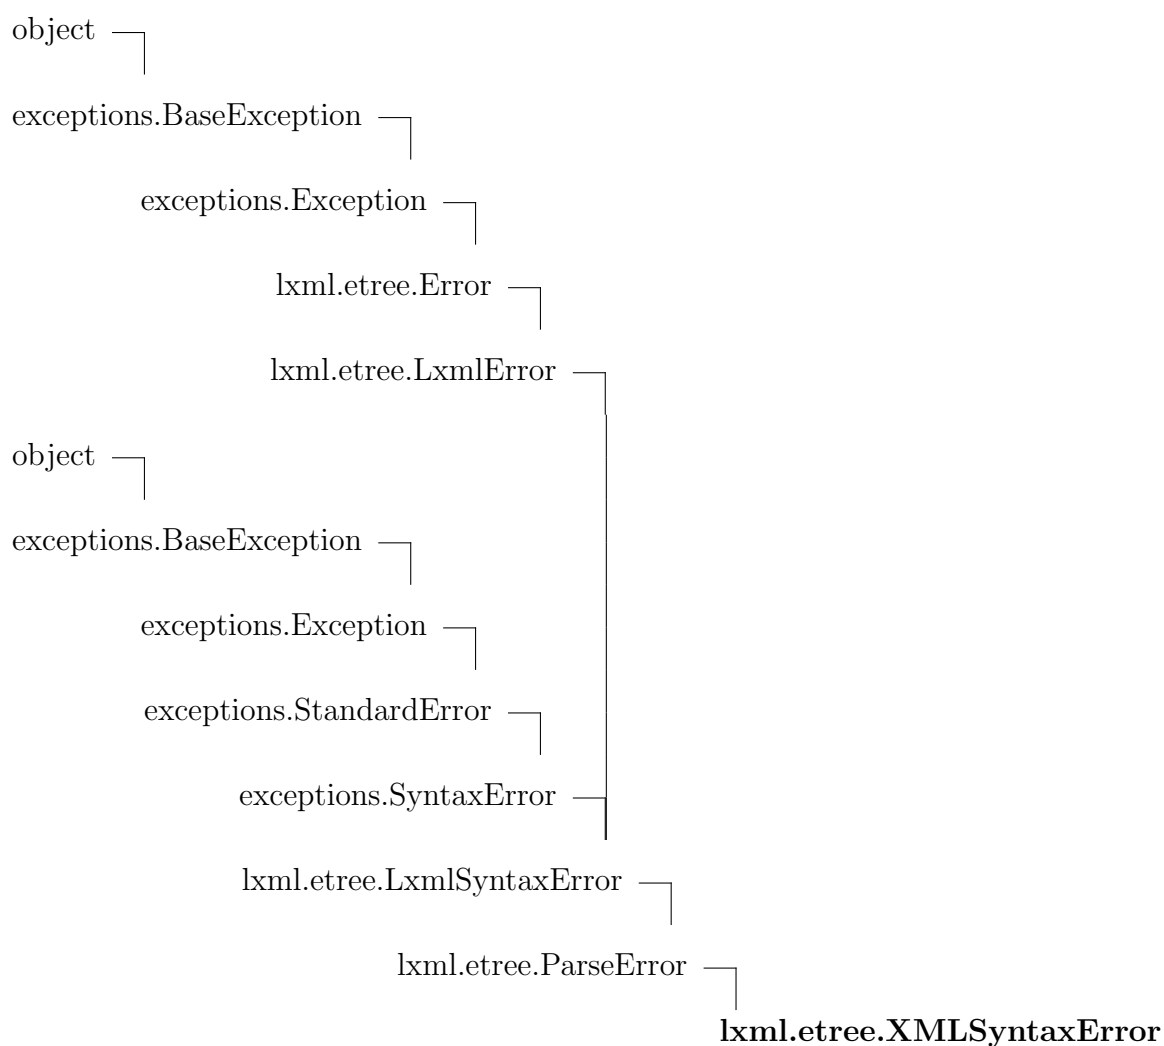 object
exceptions.BaseException
exceptions.Exception
lxml.etree.Error
lxml.etree.LxmlError
object
exceptions.BaseException
exceptions.Exception
exceptions.StandardError
exceptions.SyntaxError
lxml.etree.LxmlSyntaxError
lxml.etree.ParseError
lxml.etree.XMLSyntaxError